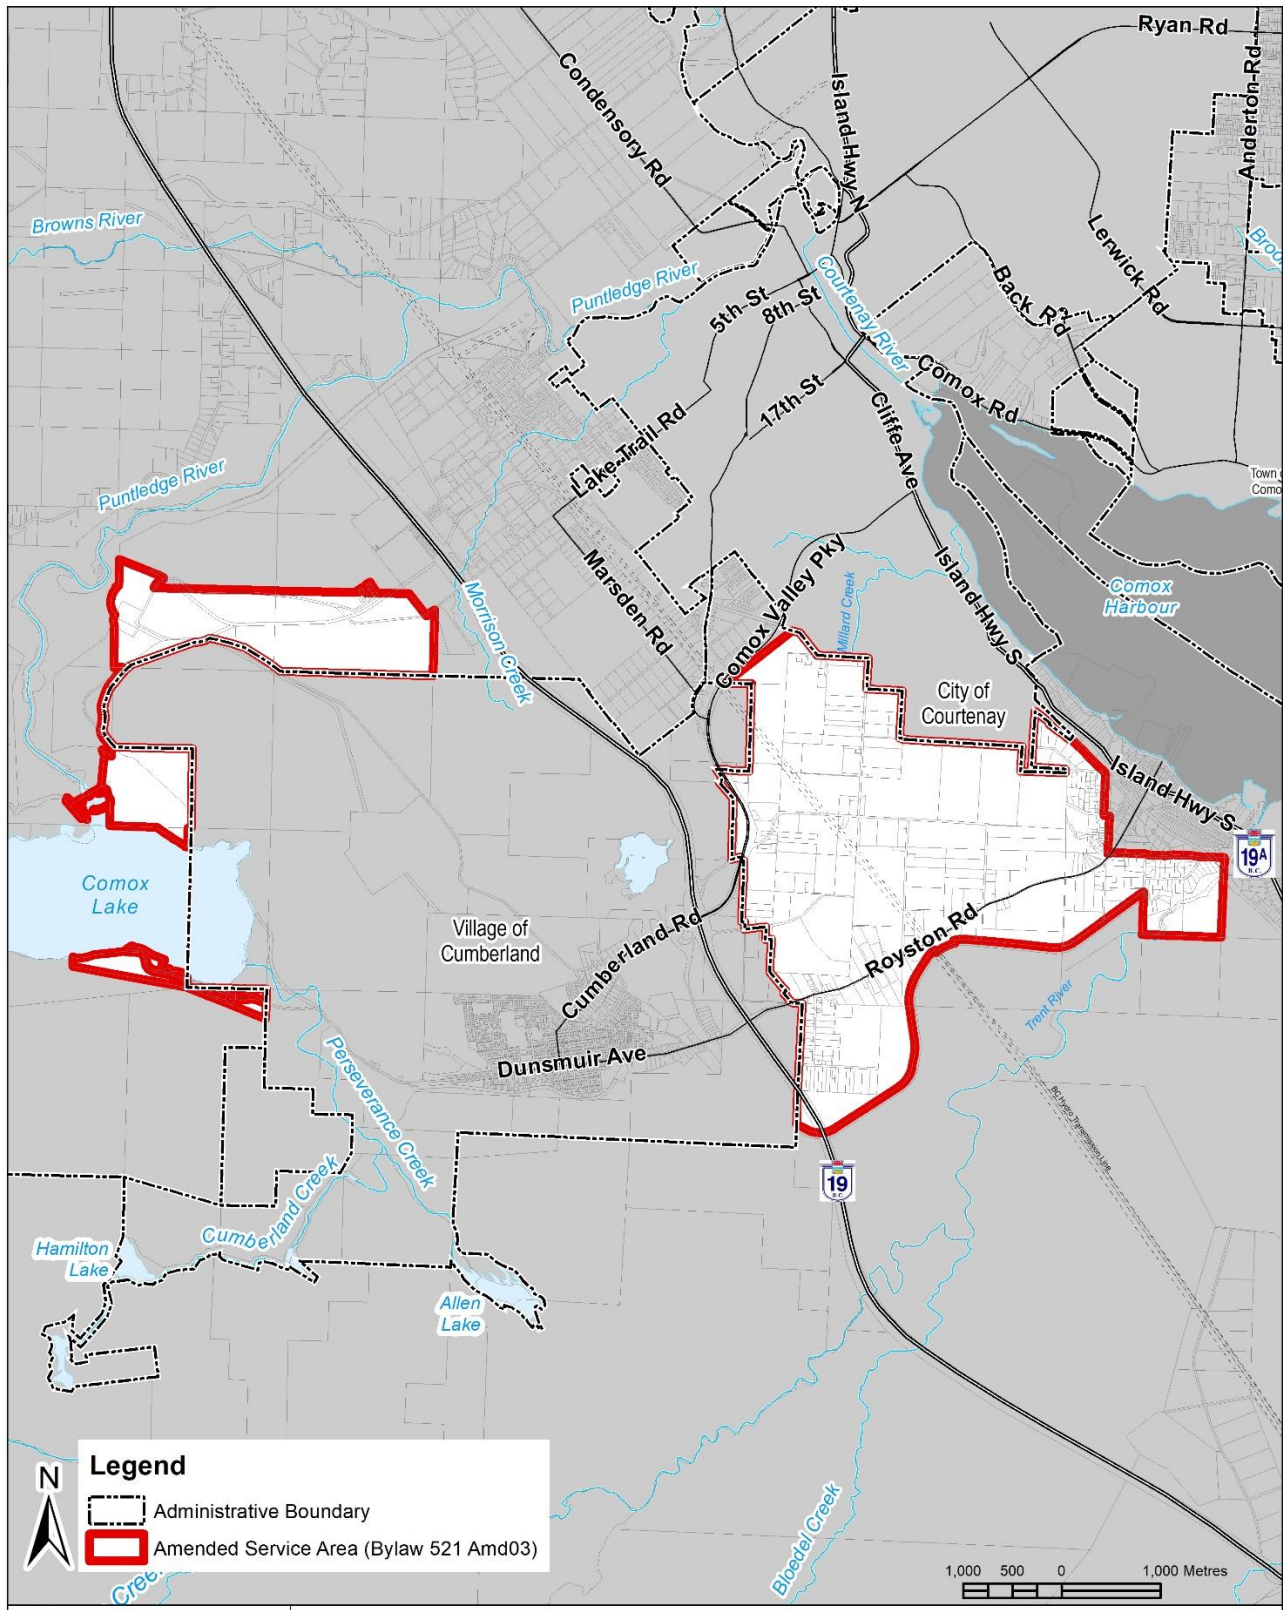 Ryan Rd
Condensory Rd
Island Hwy N
Anderton Rd
Browns River
Lerwick Rd
Puntledge River
Courtenay River
Back Rd
5th St
8th St
Comox Rd
17th St
Cliffe Ave
Lake Trail Rd
Puntledge River
Town
Como
Marsden Rd
Comox Valley Pky
Millard Creek
Island Hwy S
Comox
Harbour
Morrison Creek
City of
Courtenay
Island Hwy S
19A
B.C.
Comox
Lake
Village of
Cumberland
Cumberland Rd
Royston Rd
Trent River
Dunsmuir Ave
Perseverance Creek
BC Hydro Transmission Line
19
B.C.
Cumberland Creek
Hamilton
Lake
Allen
Lake
Legend
N
Administrative Boundary
Amended Service Area (Bylaw 521 Amd03)
Bloedel Creek
1,000 500 0 1,000 Metres